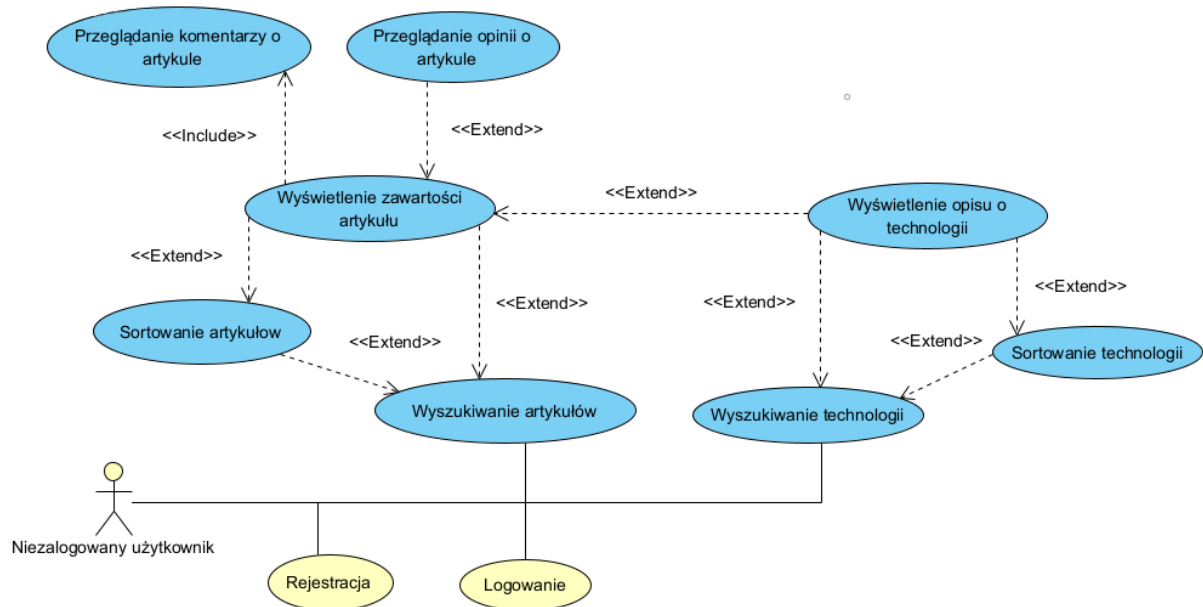 Przeglądanie komentarzy o
artykule
Przeglądanie opinii o
artykule
<<Include>>
<<Extend>>
Wyświetlenie zawartości
artykułu
<<Extend>>
Wyświetlenie opisu o
technologii
<<Extend>>
<<Extend>>
<<Extend>>
<<Extend>>
Sortowanie artykułow
<<Extend>>
<<Extend>>
Sortowanie technologii
Wyszukiwanie artykułów
Wyszukiwanie technologii
Niezalogowany użytkownik
Rejestracja
Logowanie